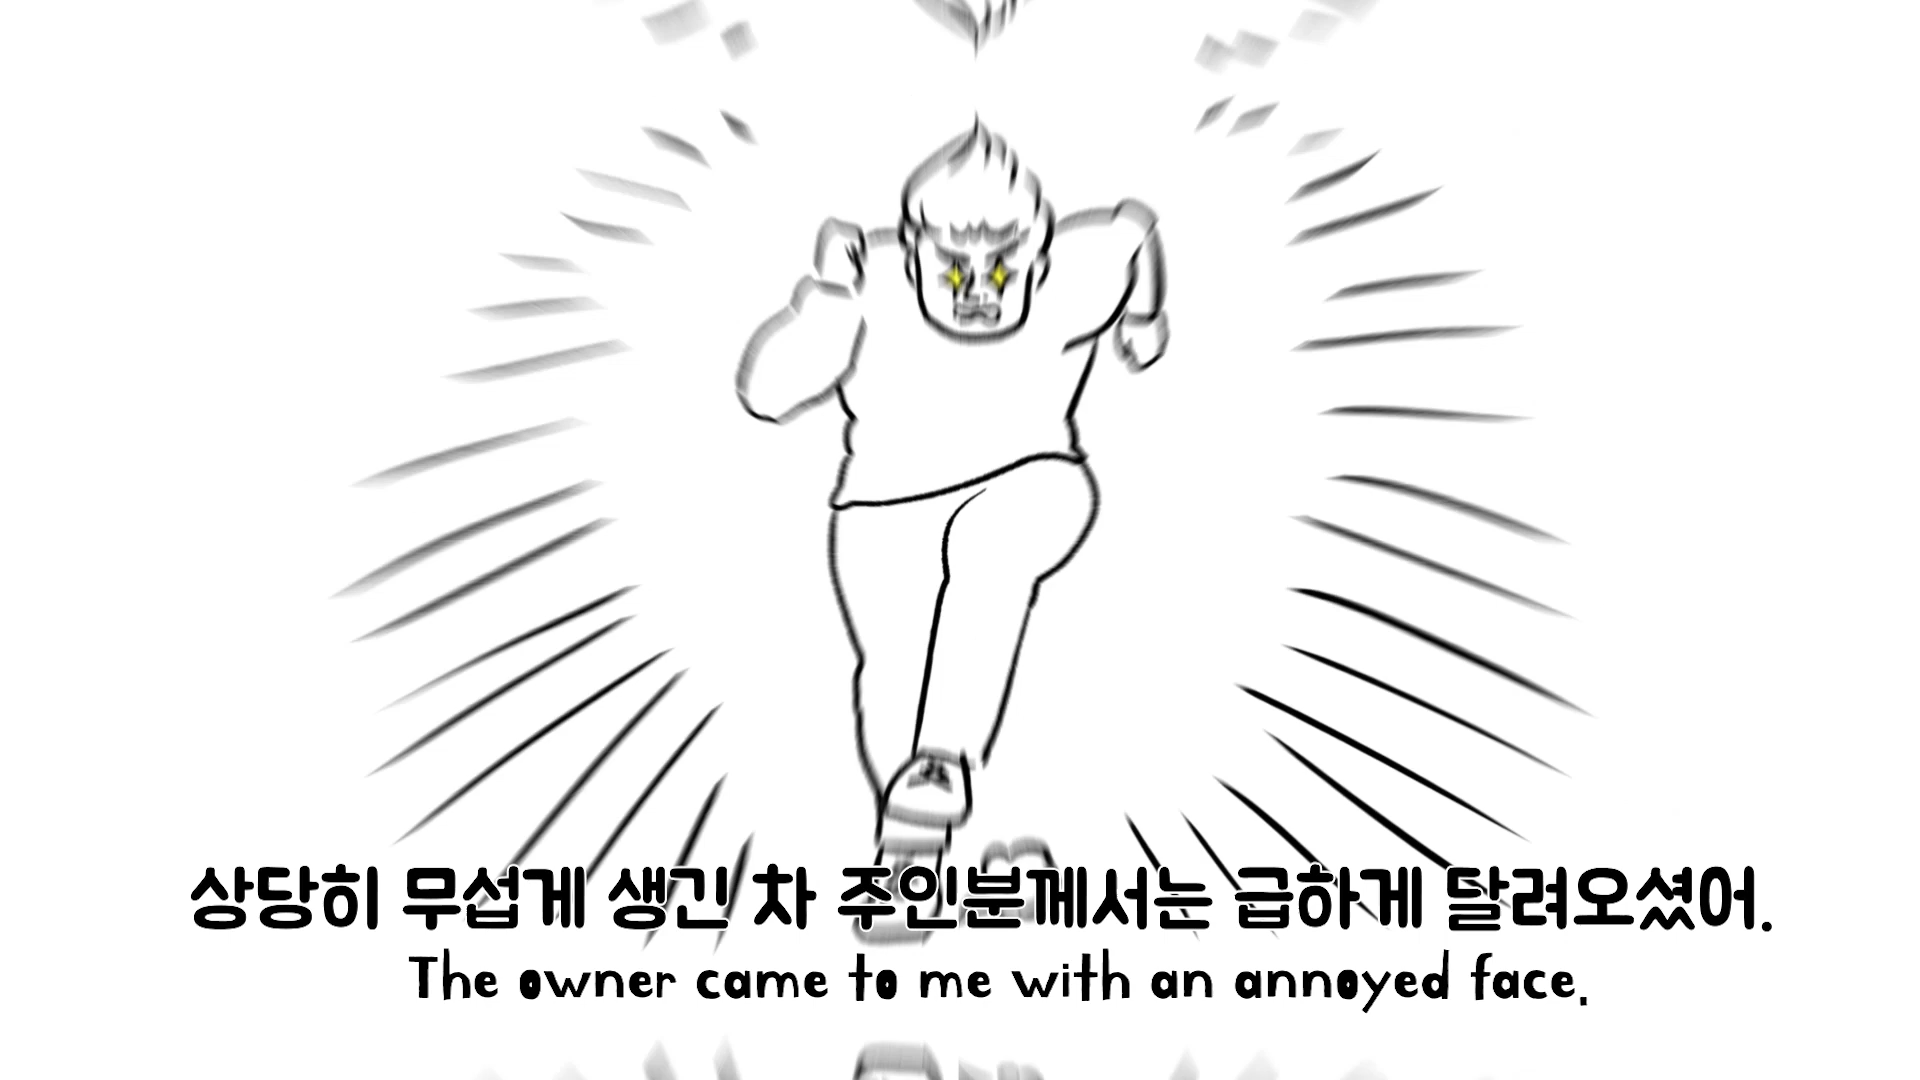 상당히 무섭게 생긴 차 주인분께서는 급하게 달려오셨어.
The owner came to me with an annoyed face.